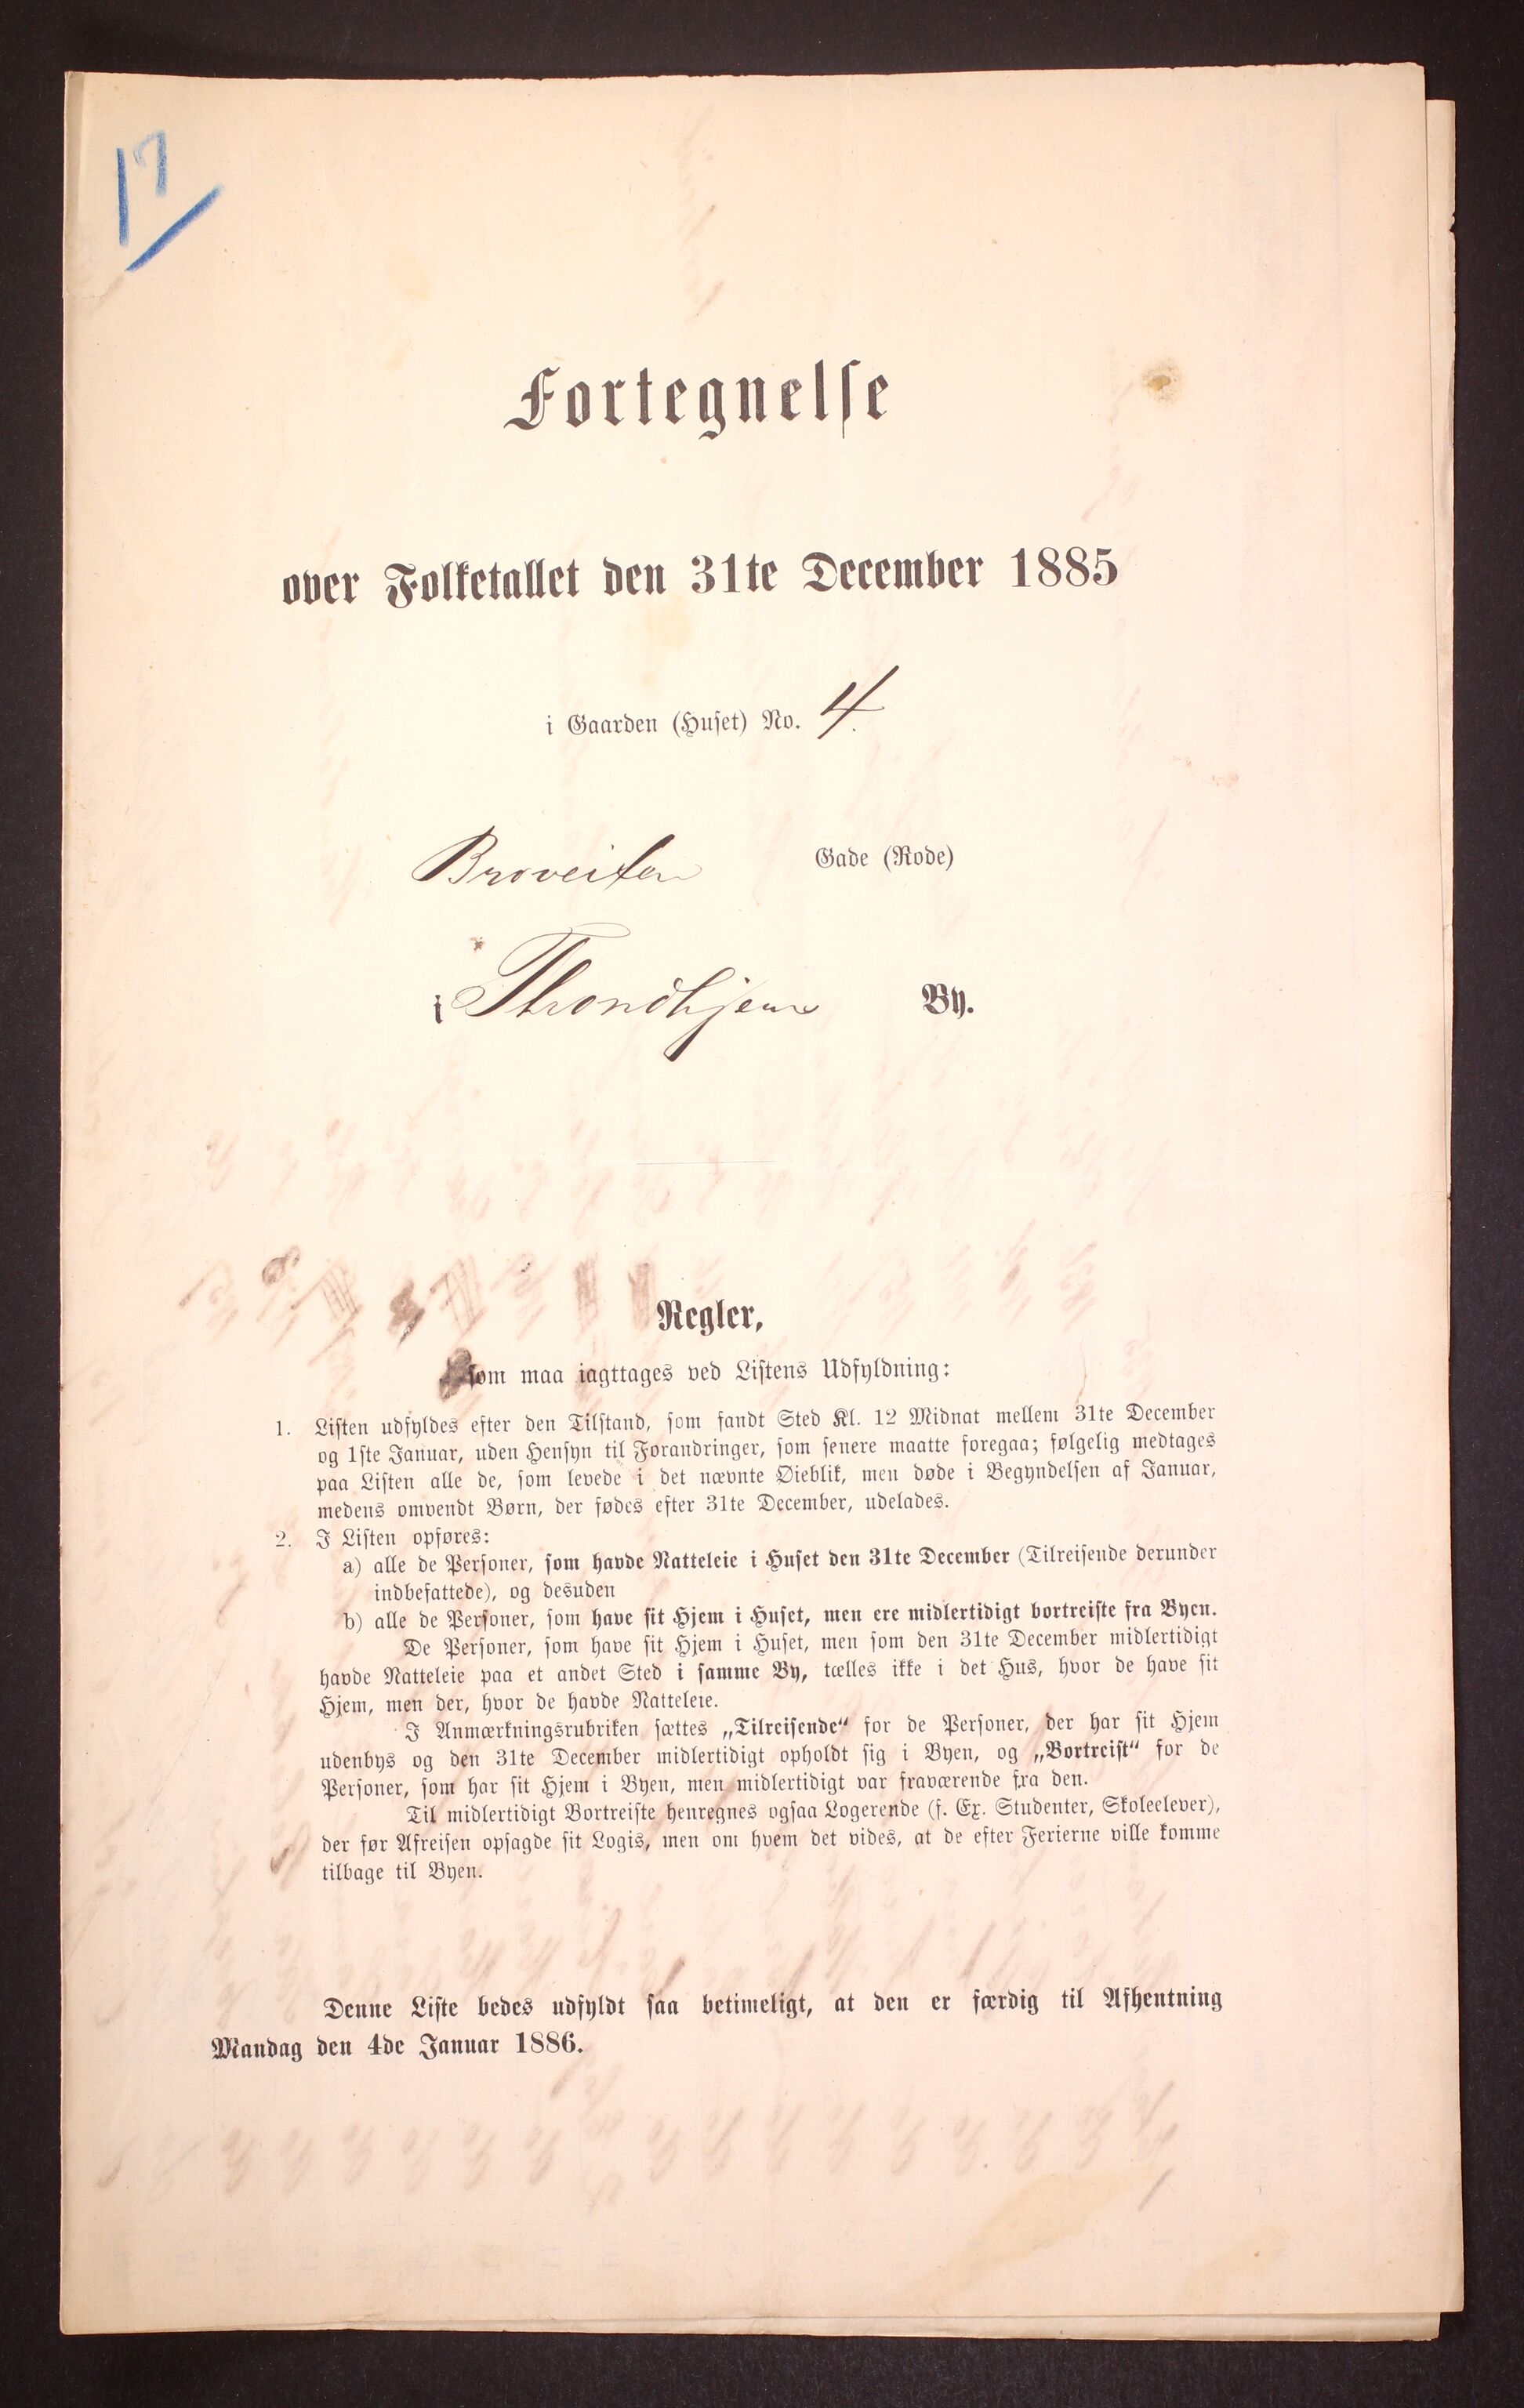 17
Fortegnelse
over Folketallet den 31te December 1885
i Gaarden (Huset) No. 4.
Broveiten Gade (Rode)
i Throndhjems By.
Regler,
som maa iagttages ved Listens Udfyldning:
1. Listen udfyldes efter den Tilstand, som fandt Sted Kl. 12 Midnat mellem 31te December
og 1ste Januar, uden Hensyn til Forandringer, som senere maatte foregaa; følgelig medtages
paa Listen alle de, som levede i det nævnte Øieblik, men døde i Begyndelsen af Januar,
medens omvendt Børn, der fødes efter 31te December, udelades.
2. I Listen opføres:
a) alle de Personer, som havde Natteleie i Huset den 31te December (Tilreisende derunder
indbefattede), og desuden
b) alle de Personer, som have sit Hjem i Huset, men ere midlertidigt bortreiste fra Byen.
De Personer, som have sit Hjem i Huset, men som den 31te December midlertidigt
havde Natteleie paa et andet Sted i samme By, tælles ikke i det Hus, hvor de have sit
Hjem, men der, hvor de havde Natteleie.
I Anmærkningsrubriken sættes „Tilreisende" for de Personer, der har sit Hjem
udenbys og den 31te December midlertidigt opholdt sig i Byen, og „Bortreist" for de
Personer, som har sit Hjem i Byen, men midlertidigt var fraværende fra den.
Til midlertidigt Bortreiste henregnes ogsaa Logerende (f. Ex. Studenter, Skoleelever),
der før Afreisen opsagde sit Logis, men om hvem det vides, at de efter Ferierne ville komme
tilbage til Byen.
Denne Liste bedes udfyldt saa betimeligt, at den er færdig til Afhentning
Mandag den 4de Januar 1886.